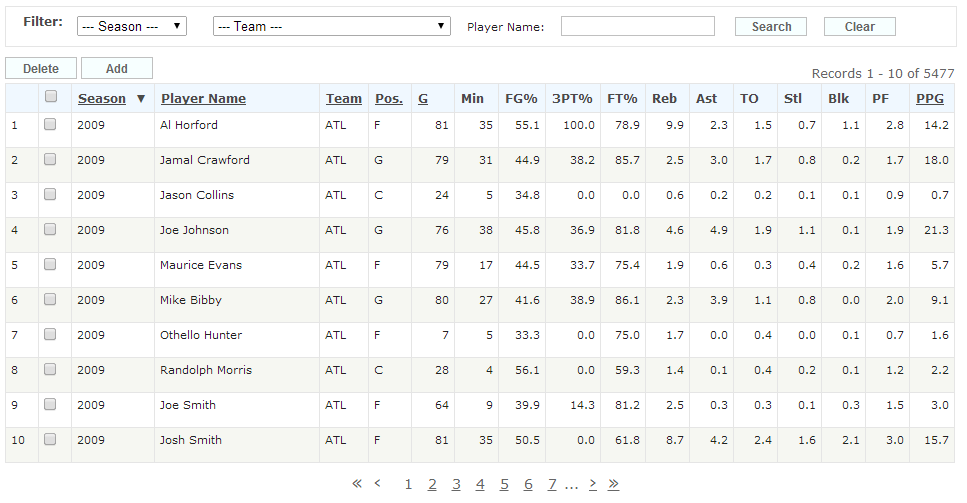 Filter: --- Season --- --- Team --- Player Name: Search Clear
Delete Add Records 1 - 10 of 5477
Season ▼ Player Name Team Pos. G Min FG% 3PT% FT% Reb Ast TO Stl Blk PF PPG
1 2009 Al Horford ATL F 81 35 55.1 100.0 78.9 9.9 2.3 1.5 0.7 1.1 2.8 14.2
2 2009 Jamal Crawford ATL G 79 31 44.9 38.2 85.7 2.5 3.0 1.7 0.8 0.2 1.7 18.0
3 2009 Jason Collins ATL C 24 5 34.8 0.0 0.0 0.6 0.2 0.2 0.1 0.1 0.9 0.7
4 2009 Joe Johnson ATL G 76 38 45.8 36.9 81.8 4.6 4.9 1.9 1.1 0.1 1.9 21.3
5 2009 Maurice Evans ATL F 79 17 44.5 33.7 75.4 1.9 0.6 0.3 0.4 0.2 1.6 5.7
6 2009 Mike Bibby ATL G 80 27 41.6 38.9 86.1 2.3 3.9 1.1 0.8 0.0 2.0 9.1
7 2009 Othello Hunter ATL F 7 5 33.3 0.0 75.0 1.7 0.0 0.4 0.0 0.1 0.7 1.6
8 2009 Randolph Morris ATL C 28 4 56.1 0.0 59.3 1.4 0.1 0.4 0.2 0.1 1.2 2.2
9 2009 Joe Smith ATL F 64 9 39.9 14.3 81.2 2.5 0.3 0.3 0.1 0.3 1.5 3.0
10 2009 Josh Smith ATL F 81 35 50.5 0.0 61.8 8.7 4.2 2.4 1.6 2.1 3.0 15.7
« ‹ 1 2 3 4 5 6 7 ... › »